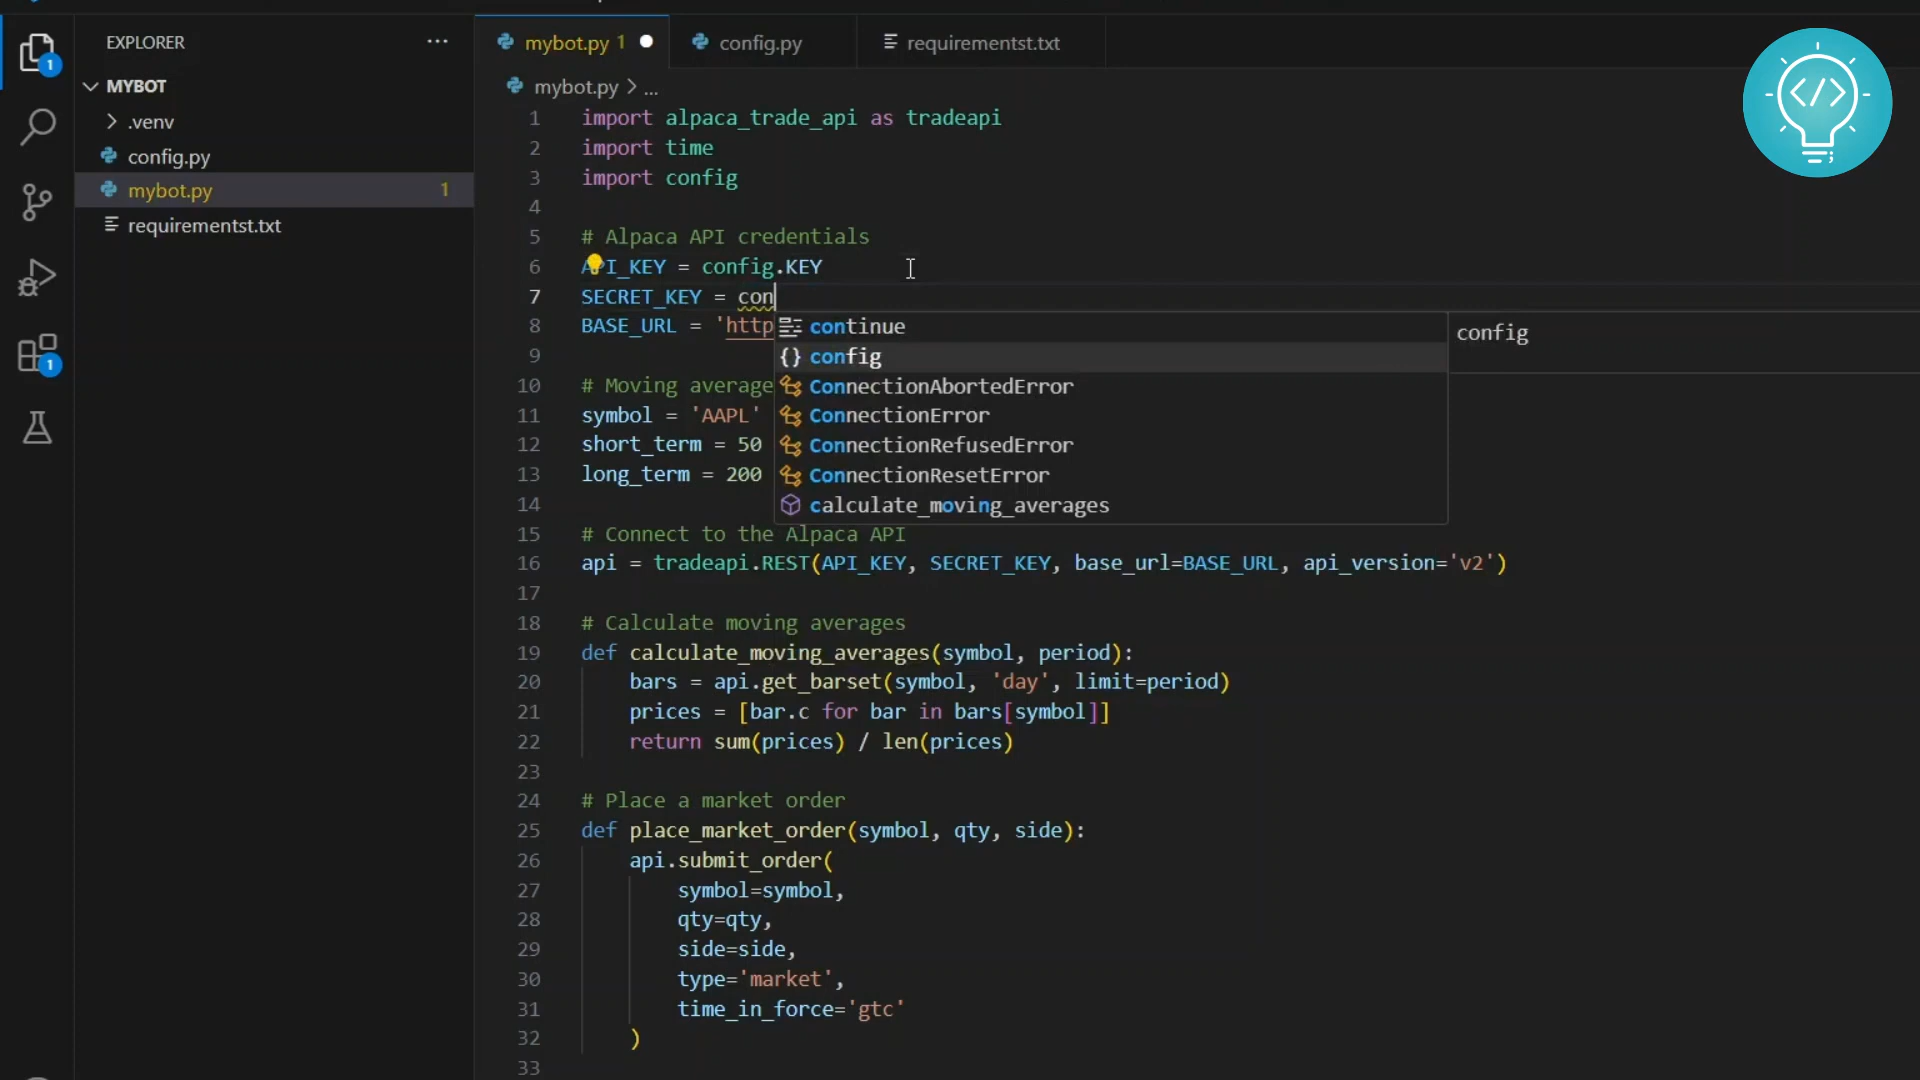 EXPLORER
...
mybot.py 1
config.py
requirementst.txt
1
MYBOT
.venv
config.py
mybot.py 1
requirementst.txt
1
mybot.py > ...
1 import alpaca_trade_api as tradeapi
2 import time
3 import config
4
5 # Alpaca API credentials
6 API_KEY = config.KEY
7 SECRET_KEY = con
8 BASE_URL = 'http
9
10 # Moving average
11 symbol = 'AAPL'
12 short_term = 50
13 long_term = 200
14
continue
{} config
config
ConnectionAbortedError
ConnectionError
ConnectionRefusedError
ConnectionResetError
calculate_moving_averages
15 # Connect to the Alpaca API
16 api = tradeapi.REST(API_KEY, SECRET_KEY, base_url=BASE_URL, api_version='v2')
17
18 # Calculate moving averages
19 def calculate_moving_averages(symbol, period):
20 bars = api.get_barset(symbol, 'day', limit=period)
21 prices = [bar.c for bar in bars[symbol]]
22 return sum(prices) / len(prices)
23
24 # Place a market order
25 def place_market_order(symbol, qty, side):
26 api.submit_order(
27 symbol=symbol,
28 qty=qty,
29 side=side,
30 type='market',
31 time_in_force='gtc'
32 )
33